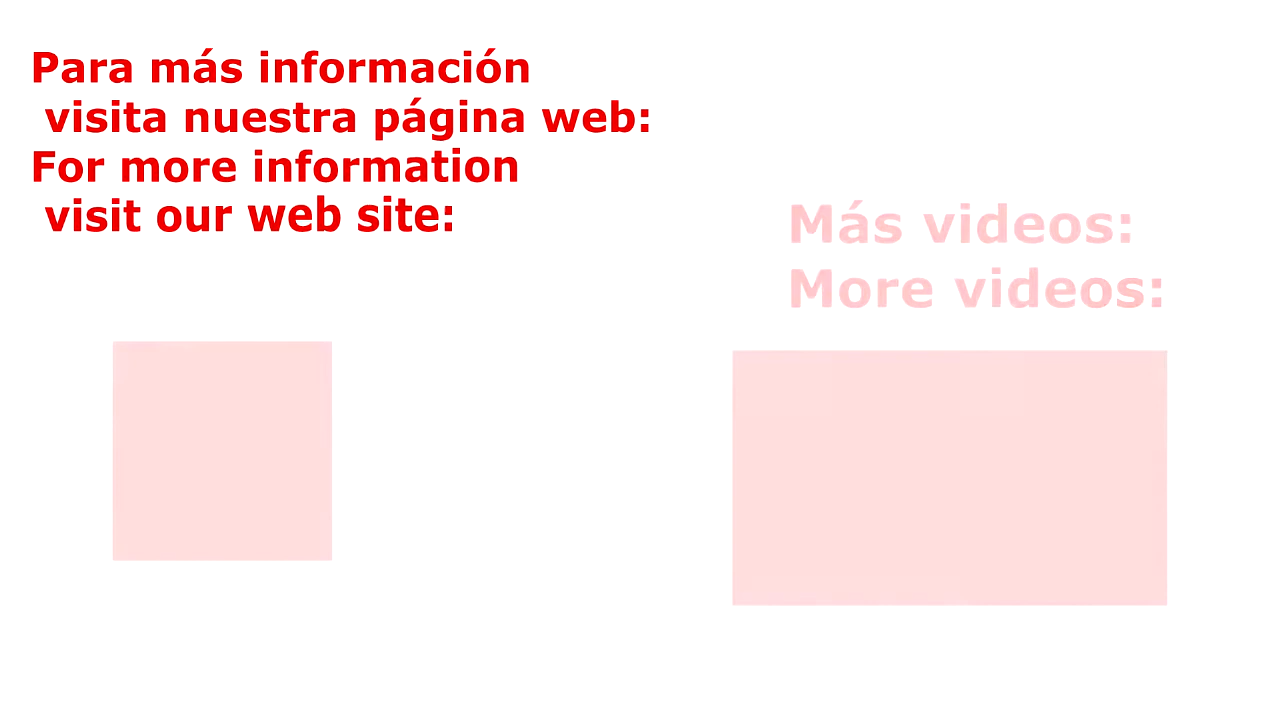 Para más información
visita nuestra página web:
For more information
visit our web site:
Más videos:
More videos: